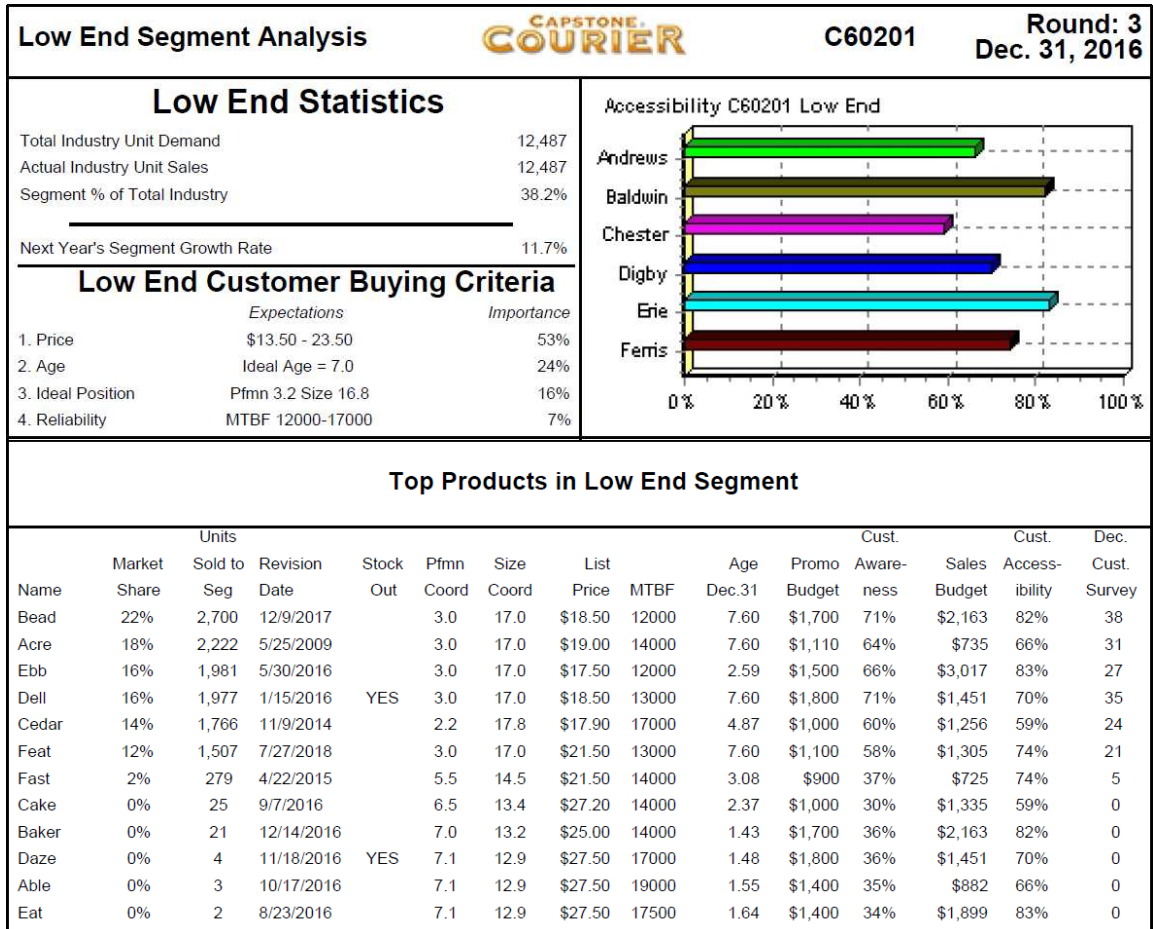 Low End Segment Analysis
CAPSTONE
COURIER
C60201
Round: 3
Dec. 31, 2016
Low End Statistics
Total Industry Unit Demand 12,487
Actual Industry Unit Sales 12,487
Segment % of Total Industry 38.2%
Next Year's Segment Growth Rate 11.7%
Low End Customer Buying Criteria
Expectations Importance
1. Price $13.50 - 23.50 53%
2. Age Ideal Age = 7.0 24%
3. Ideal Position Pfmn 3.2 Size 16.8 16%
4. Reliability MTBF 12000-17000 7%
Accessibility C60201 Low End
Andrews
Baldwin
Chester
Digby
Erie
Ferris
0% 20% 40% 60% 80% 100%
Top Products in Low End Segment
Units Cust. Cust. Dec.
Market Sold to Revision Stock Pfmn Size List Age Promo Aware- Sales Access- Cust.
Name Share Seg Date Out Coord Coord Price MTBF Dec.31 Budget ness Budget ibility Survey
Bead 22% 2,700 12/9/2017 3.0 17.0 $18.50 12000 7.60 $1,700 71% $2,163 82% 38
Acre 18% 2,222 5/25/2009 3.0 17.0 $19.00 14000 7.60 $1,110 64% $735 66% 31
Ebb 16% 1,981 5/30/2016 3.0 17.0 $17.50 12000 2.59 $1,500 66% $3,017 83% 27
Dell 16% 1,977 1/15/2016 YES 3.0 17.0 $18.50 13000 7.60 $1,800 71% $1,451 70% 35
Cedar 14% 1,766 11/9/2014 2.2 17.8 $17.90 17000 4.87 $1,000 60% $1,256 59% 24
Feat 12% 1,507 7/27/2018 3.0 17.0 $21.50 13000 7.60 $1,100 58% $1,305 74% 21
Fast 2% 279 4/22/2015 5.5 14.5 $21.50 14000 3.08 $900 37% $725 74% 5
Cake 0% 25 9/7/2016 6.5 13.4 $27.20 14000 2.37 $1,000 30% $1,335 59% 0
Baker 0% 21 12/14/2016 7.0 13.2 $25.00 14000 1.43 $1,700 36% $2,163 82% 0
Daze 0% 4 11/18/2016 YES 7.1 12.9 $27.50 17000 1.48 $1,800 36% $1,451 70% 0
Able 0% 3 10/17/2016 7.1 12.9 $27.50 19000 1.55 $1,400 35% $882 66% 0
Eat 0% 2 8/23/2016 7.1 12.9 $27.50 17500 1.64 $1,400 34% $1,899 83% 0